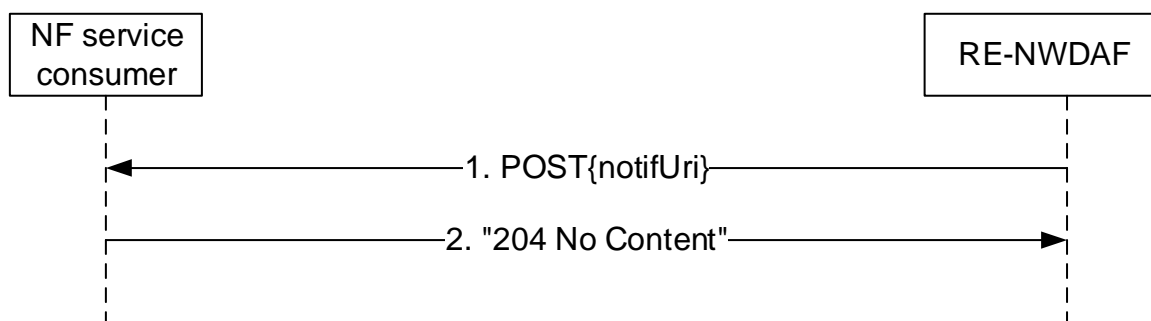 NF service
consumer
RE-NWDAF
1. POST{notifUri}
2. "204 No Content"